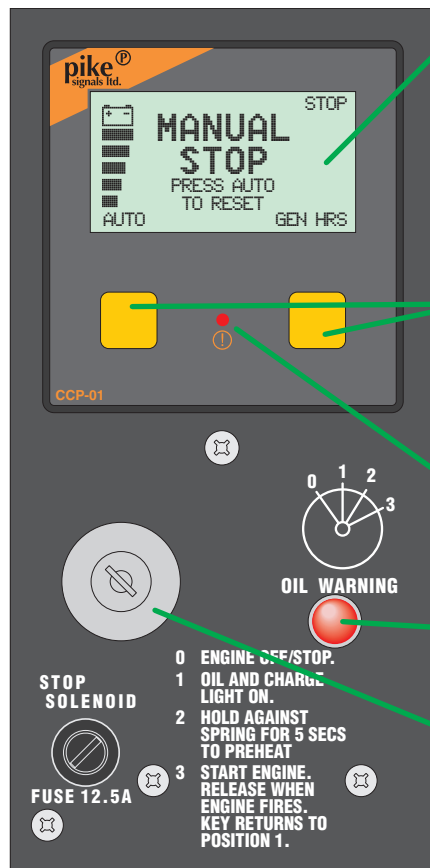 pike P
signals ltd.
STOP
MANUAL
STOP
PRESS AUTO
TO RESET
AUTO
GEN HRS
CCP-01
0 1 2 3
OIL WARNING
0 ENGINE OFF/STOP.
1 OIL AND CHARGE
LIGHT ON.
2 HOLD AGAINST
SPRING FOR 5 SECS
TO PREHEAT
3 START ENGINE.
RELEASE WHEN
ENGINE FIRES.
KEY RETURNS TO
POSITION 1.
STOP
SOLENOID
FUSE 12.5A